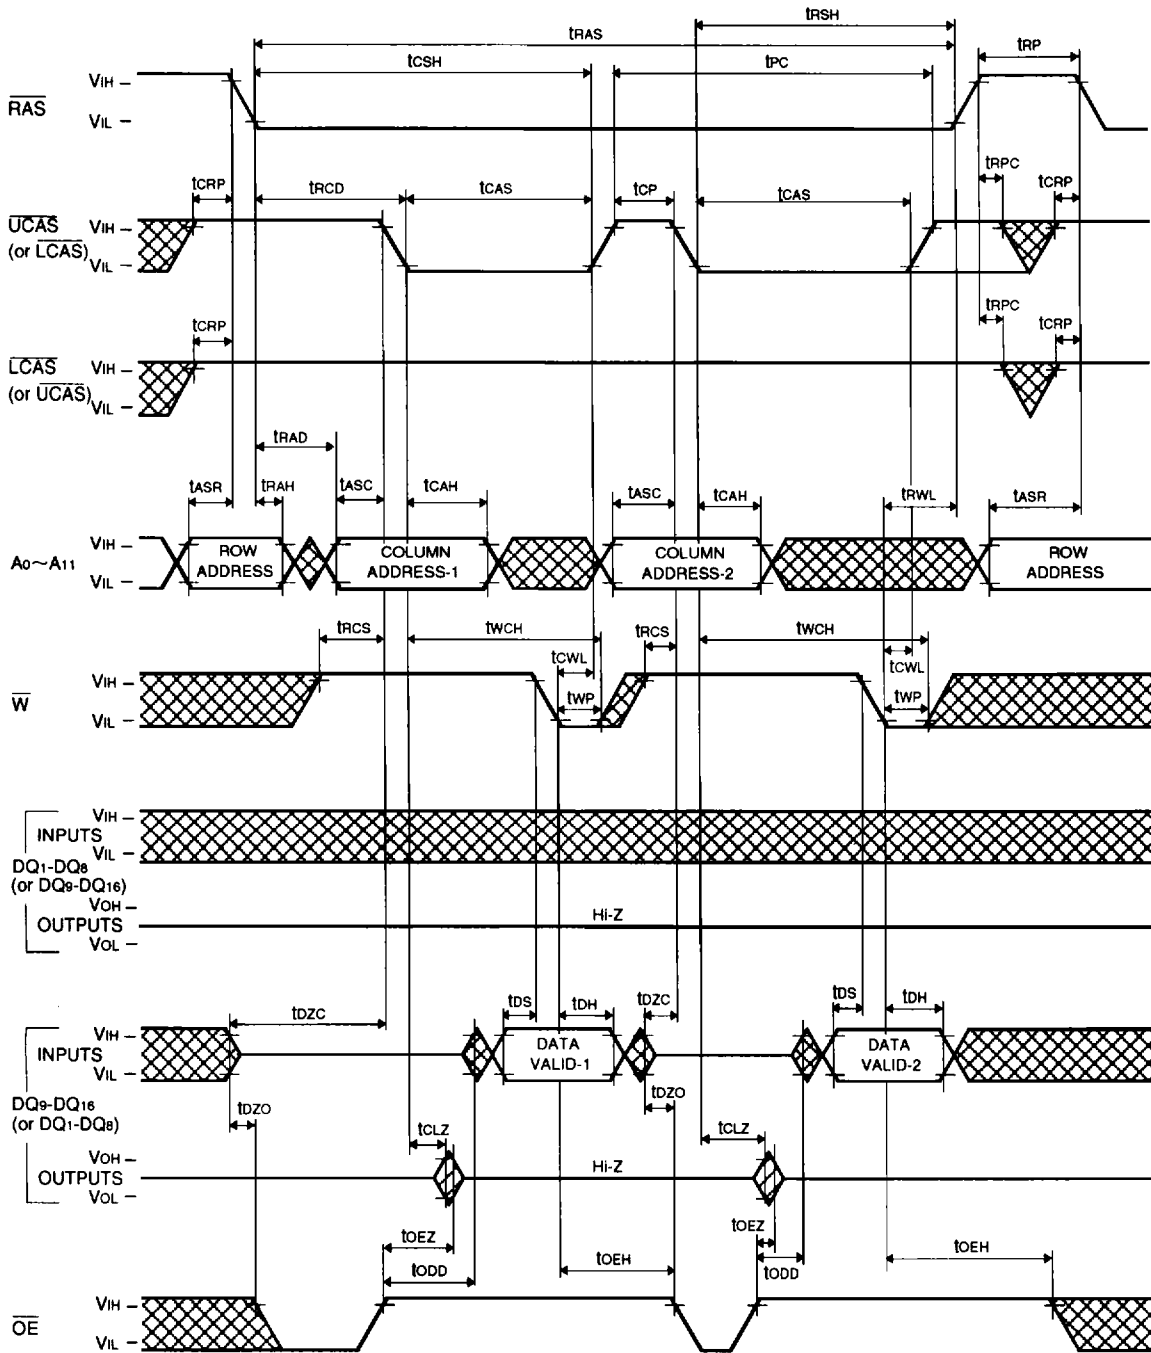 tRSH
tRAS
tRP
tCSH
tPC
RAS
VIH
VIL
tRPC
tCRP
tRCD
tCAS
tCP
tCAS
tCRP
UCAS
(or LCAS)
VIH
VIL
tRPC
tCRP
tCRP
LCAS
(or UCAS)
VIH
VIL
tRAD
tASR
tRAH
tASC
tCAH
tASC
tCAH
tRWL
tASR
A0~A11
VIH
VIL
ROW ADDRESS
COLUMN ADDRESS-1
COLUMN ADDRESS-2
ROW ADDRESS
tRCS
tWCH
tRCS
tWCH
tCWL
tCWL
tWP
tWP
W
VIH
VIL
VIH
INPUTS
VIL
DQ1-DQ8
(or DQ9-DQ16)
VOH
OUTPUTS
VOL
Hi-Z
tDZC
tDS
tDH
tDZC
tDS
tDH
VIH
INPUTS
VIL
DATA VALID-1
DATA VALID-2
DQ9-DQ16
(or DQ1-DQ8)
tDZO
tDZO
tCLZ
tCLZ
VOH
OUTPUTS
VOL
Hi-Z
tOEZ
tOEZ
tODD
tOEH
tODD
tOEH
OE
VIH
VIL